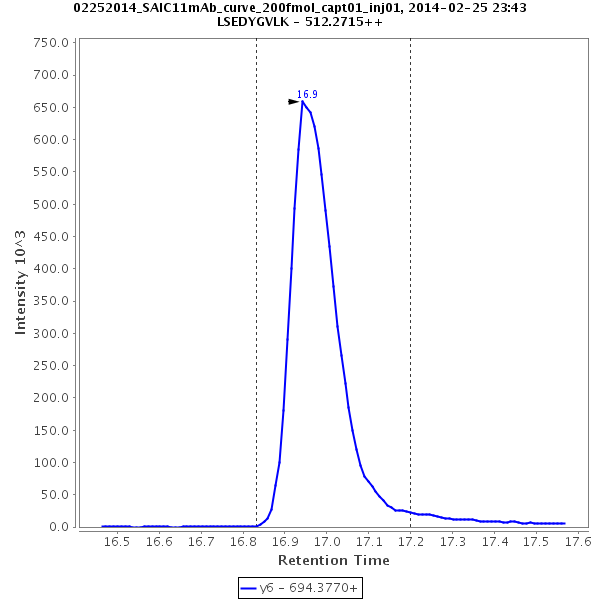 02252014_SAIC11mAb_curve_200fmol_capt01_inj01, 2014-02-25 23:43
LSEDYGVLK - 512.2715++
750.0
700.0
650.0
600.0
550.0
500.0
450.0
400.0
350.0
300.0
250.0
200.0
150.0
100.0
50.0
0.0
Intensity 10^3
16.9
16.5 16.6 16.7 16.8 16.9 17.0 17.1 17.2 17.3 17.4 17.5 17.6
Retention Time
y6 - 694.3770+